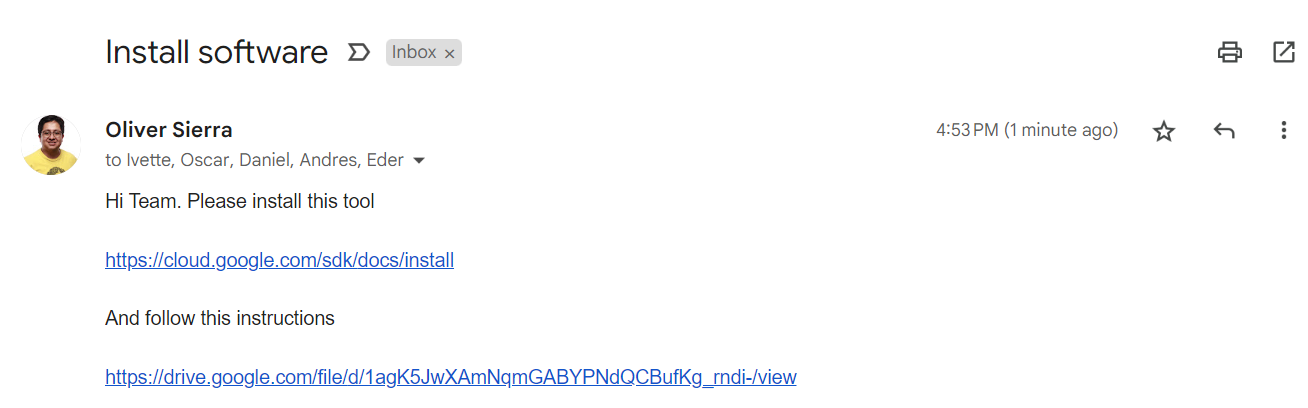 Install software Inbox ×
Oliver Sierra 4:53 PM (1 minute ago)
to Ivette, Oscar, Daniel, Andres, Eder
Hi Team. Please install this tool
https://cloud.google.com/sdk/docs/install
And follow this instructions
https://drive.google.com/file/d/1agK5JwXAmNqmGABYPNdQCBufKg_rndi-/view